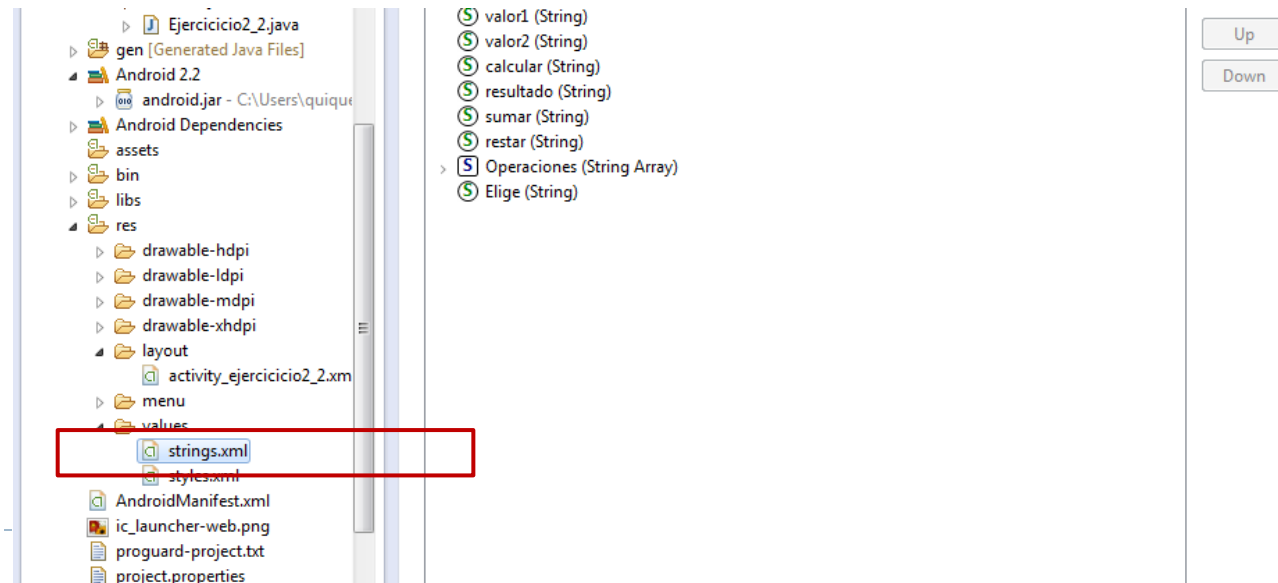 Ejercicicio2_2.java
gen [Generated Java Files]
Android 2.2
android.jar - C:\Users\quique
Android Dependencies
assets
bin
libs
res
drawable-hdpi
drawable-ldpi
drawable-mdpi
drawable-xhdpi
layout
activity_ejercicicio2_2.xm
menu
values
strings.xml
styles.xml
AndroidManifest.xml
ic_launcher-web.png
proguard-project.txt
project.properties
S valor1 (String)
S valor2 (String)
S calcular (String)
S resultado (String)
S sumar (String)
S restar (String)
S Operaciones (String Array)
S Elige (String)
Up
Down